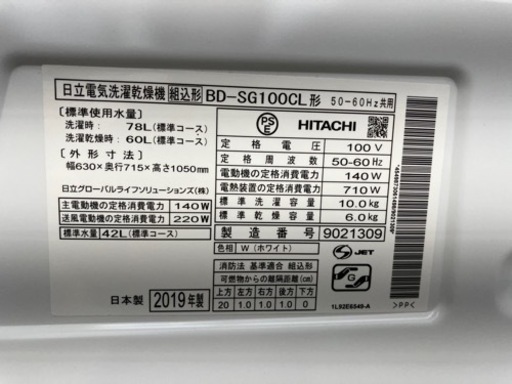 日立電気洗濯乾燥機 組込形 BD-SG100CL形 50-60Hz共用
[標準使用水量]
洗濯時： 78L(標準コース)
洗濯乾燥時： 60L(標準コース)
[外形寸法]
幅630×奥行715×高さ1050mm
日立グローバルライフソリューションズ(株)
主電動機の定格消費電力 140W
送風電動機の定格消費電力 220W
標準水量42L(標準コース)
日本製 2019年製
PSE
HITACHI
定格電圧 100V
定格周波数 50-60Hz
電動機の定格消費電力 140W
電熱装置の定格消費電力 710W
標準洗濯容量 10.0kg
標準乾燥容量 6.0kg
製造番号 9021309
色相 W(ホワイト)
消防法 基準適合 組込形
可燃物からの離隔距離(cm)
上方 左方 右方 前方 後方 下方
20 1.0 1.0 1.0 1.0 0
S JET
G
1L92E6549-A
>PP<